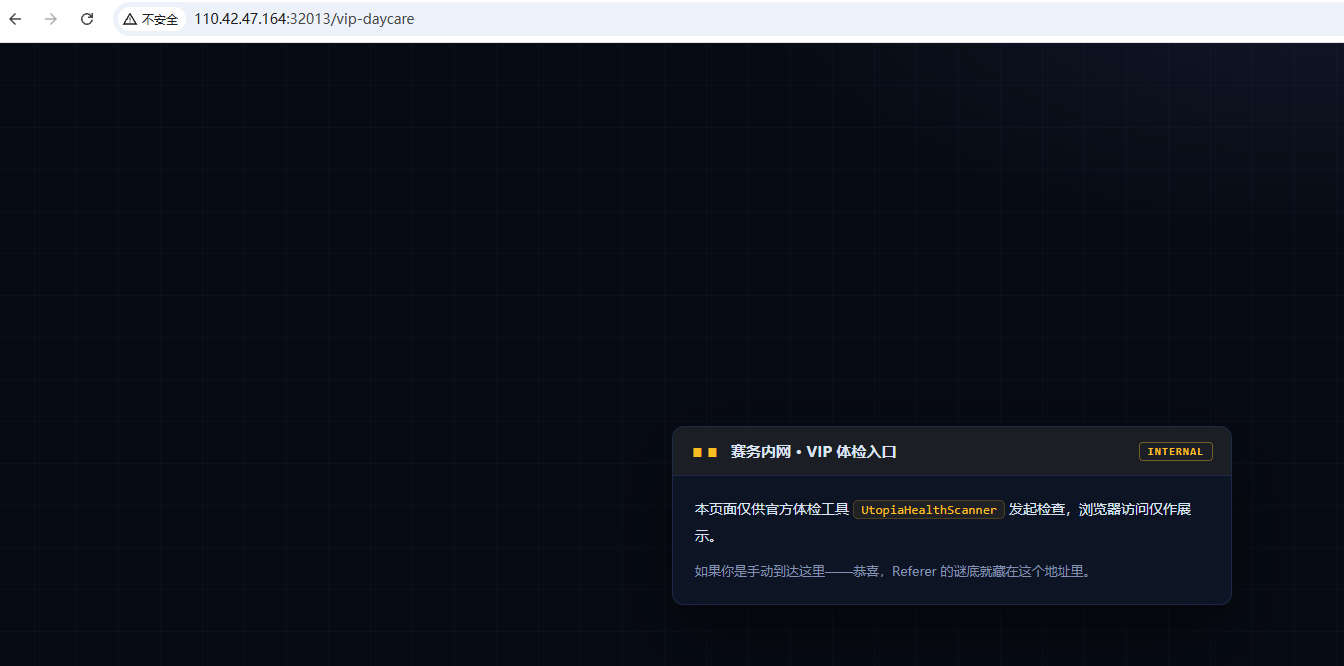 不安全 110.42.47.164:32013/vip-daycare
赛务内网 • VIP 体检入口 INTERNAL
本页面仅供官方体检工具 UtopiaHealthScanner 发起检查，浏览器访问仅作展
示。
如果你是手动到达这里——恭喜，Referer 的谜底就藏在这个地址里。